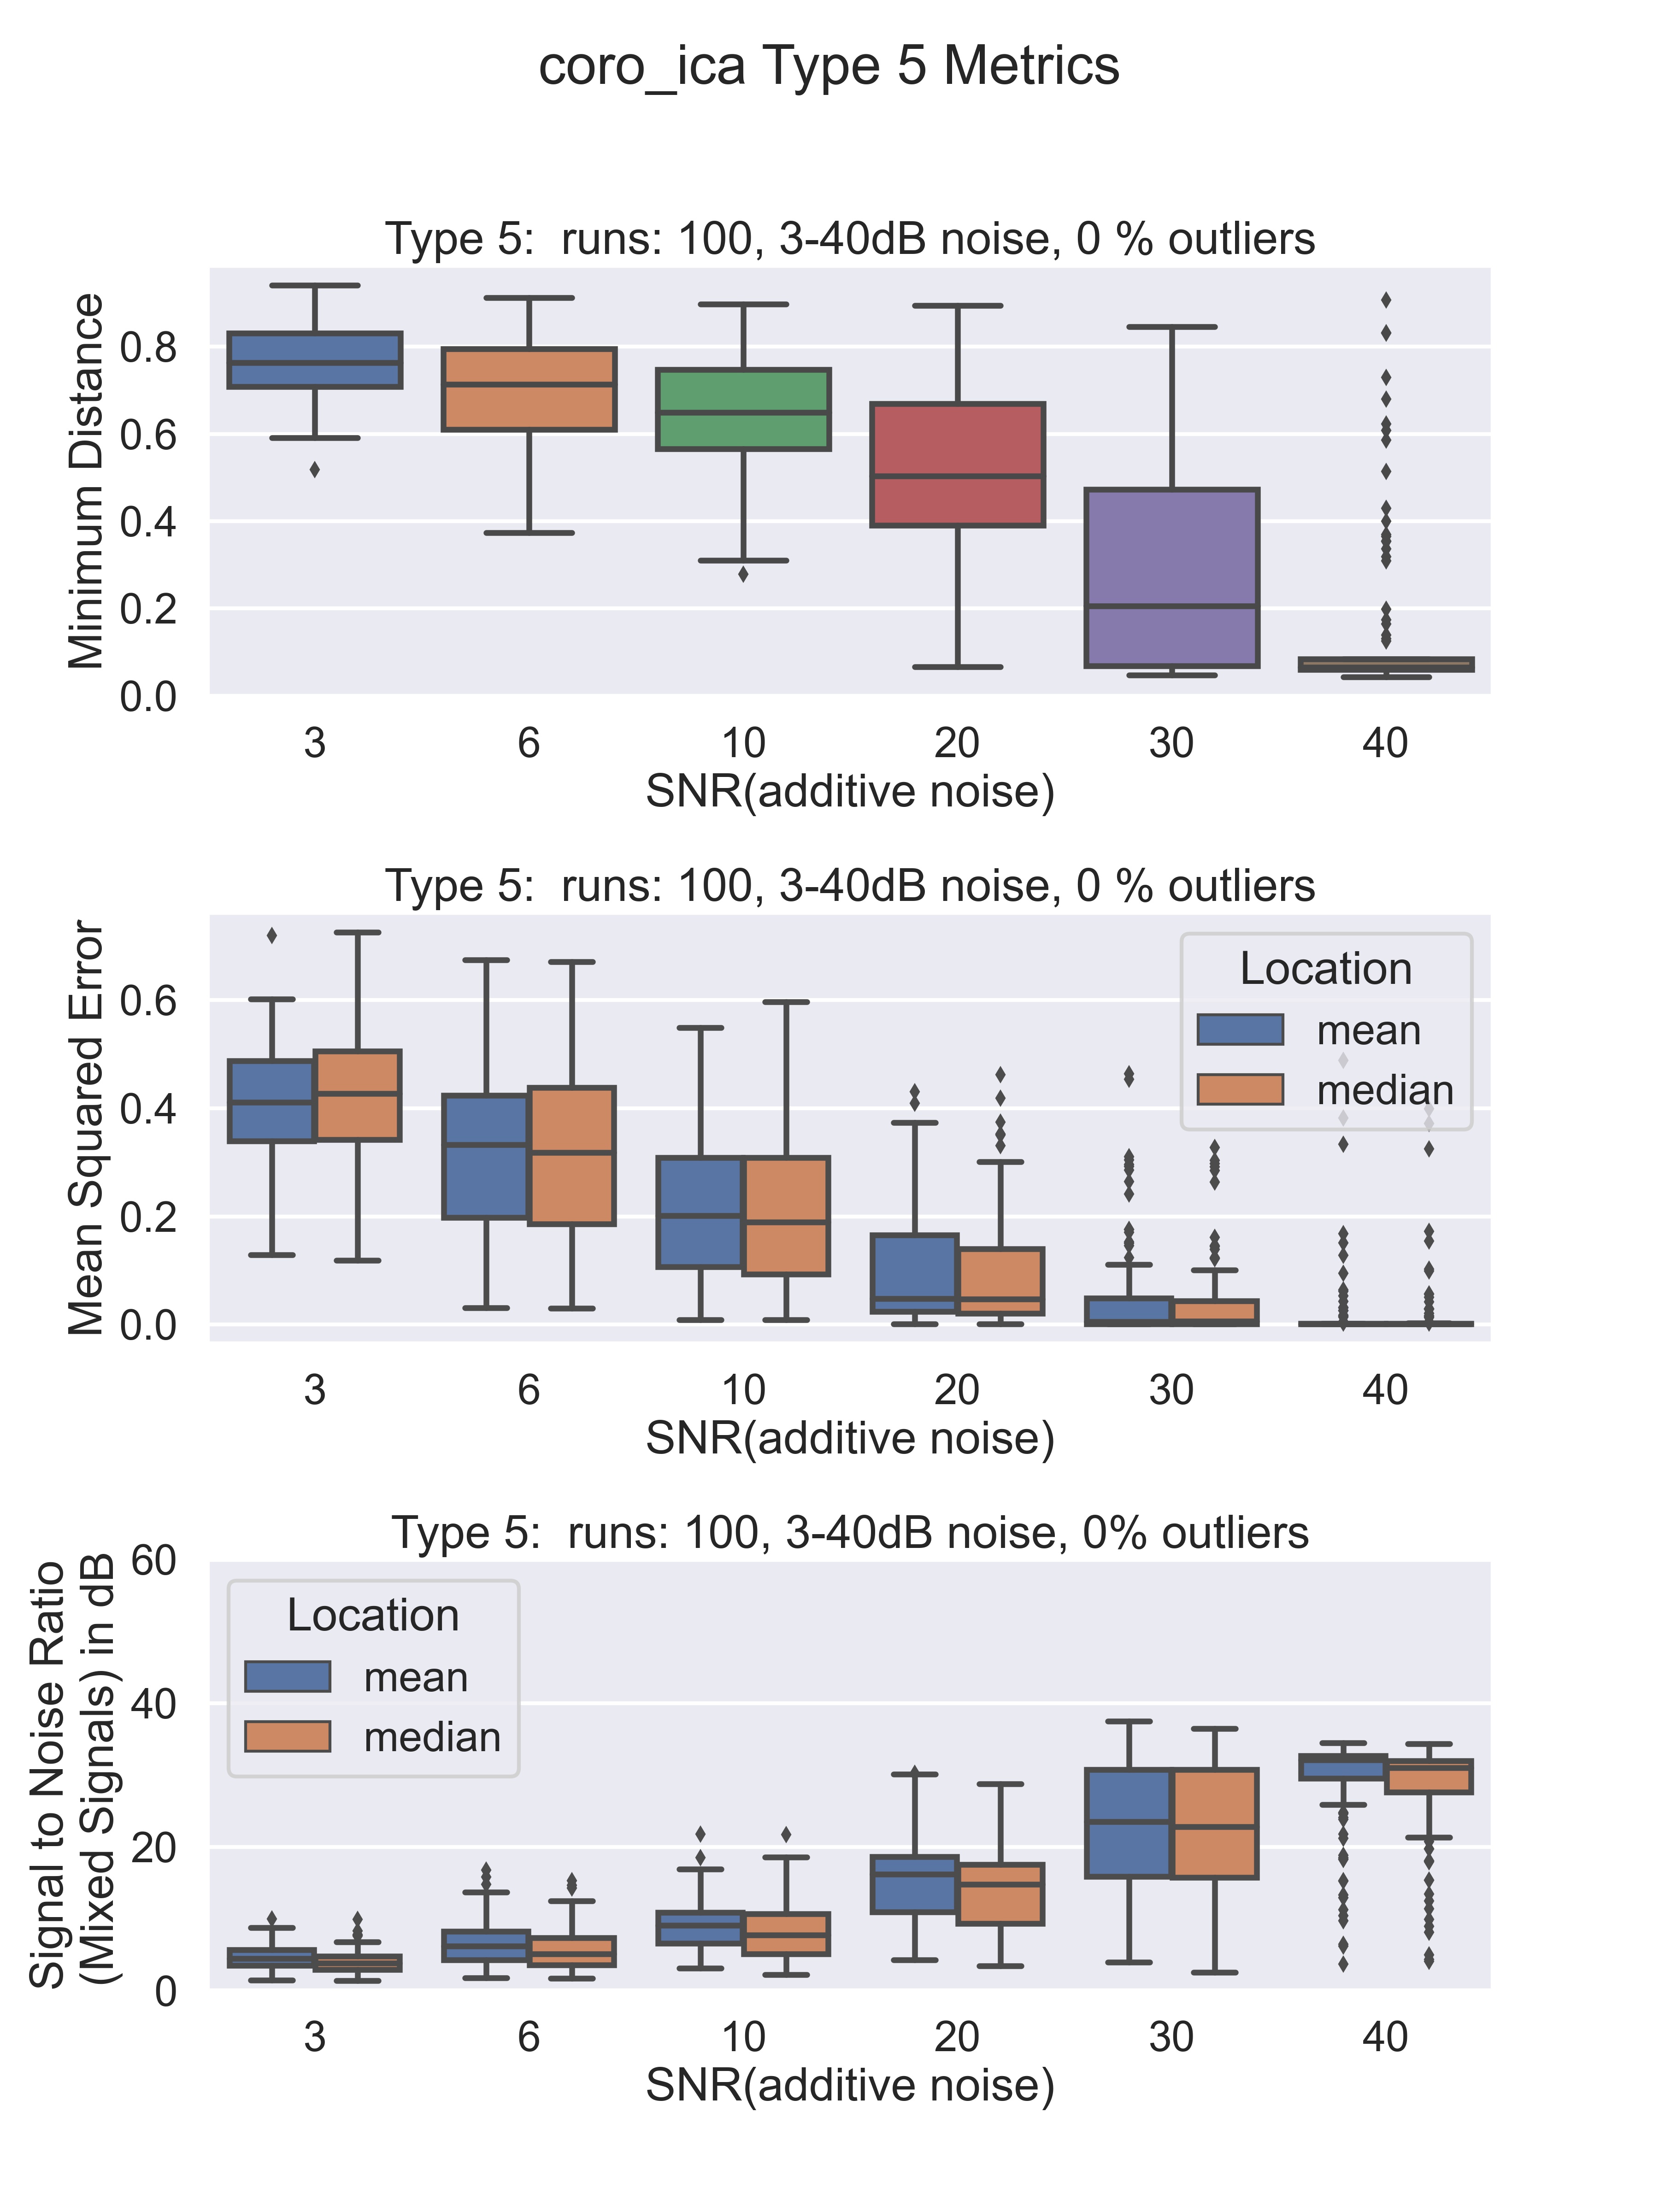 coro_ica Type 5 Metrics
Type 5:  runs: 100, 3-40dB noise, 0 % outliers
Minimum Distance
0.8
0.6
0.4
0.2
0.0
3 6 10 20 30 40
SNR(additive noise)
Type 5:  runs: 100, 3-40dB noise, 0 % outliers
Mean Squared Error
0.6
0.4
0.2
0.0
Location
mean
median
3 6 10 20 30 40
SNR(additive noise)
Type 5:  runs: 100, 3-40dB noise, 0% outliers
Signal to Noise Ratio
(Mixed Signals) in dB
60
40
20
0
Location
mean
median
3 6 10 20 30 40
SNR(additive noise)